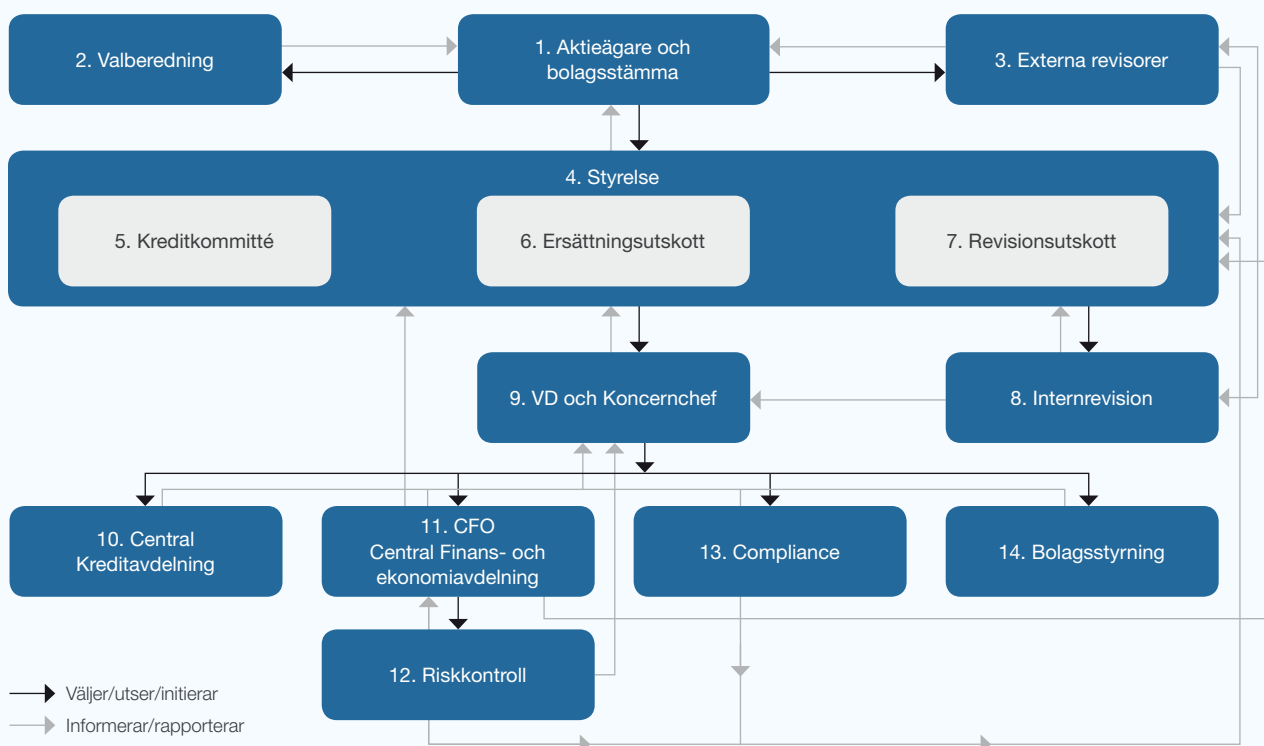 2. Valberedning
1. Aktieägare och
bolagsstämma
3. Externa revisorer
4. Styrelse
5. Kreditkommitté
6. Ersättningsutskott
7. Revisionsutskott
9. VD och Koncernchef
8. Internrevision
10. Central
Kreditavdelning
11. CFO
Central Finans- och
ekonomiavdelning
13. Compliance
14. Bolagsstyrning
12. Riskkontroll
Väljer/utser/initierar
Informerar/rapporterar